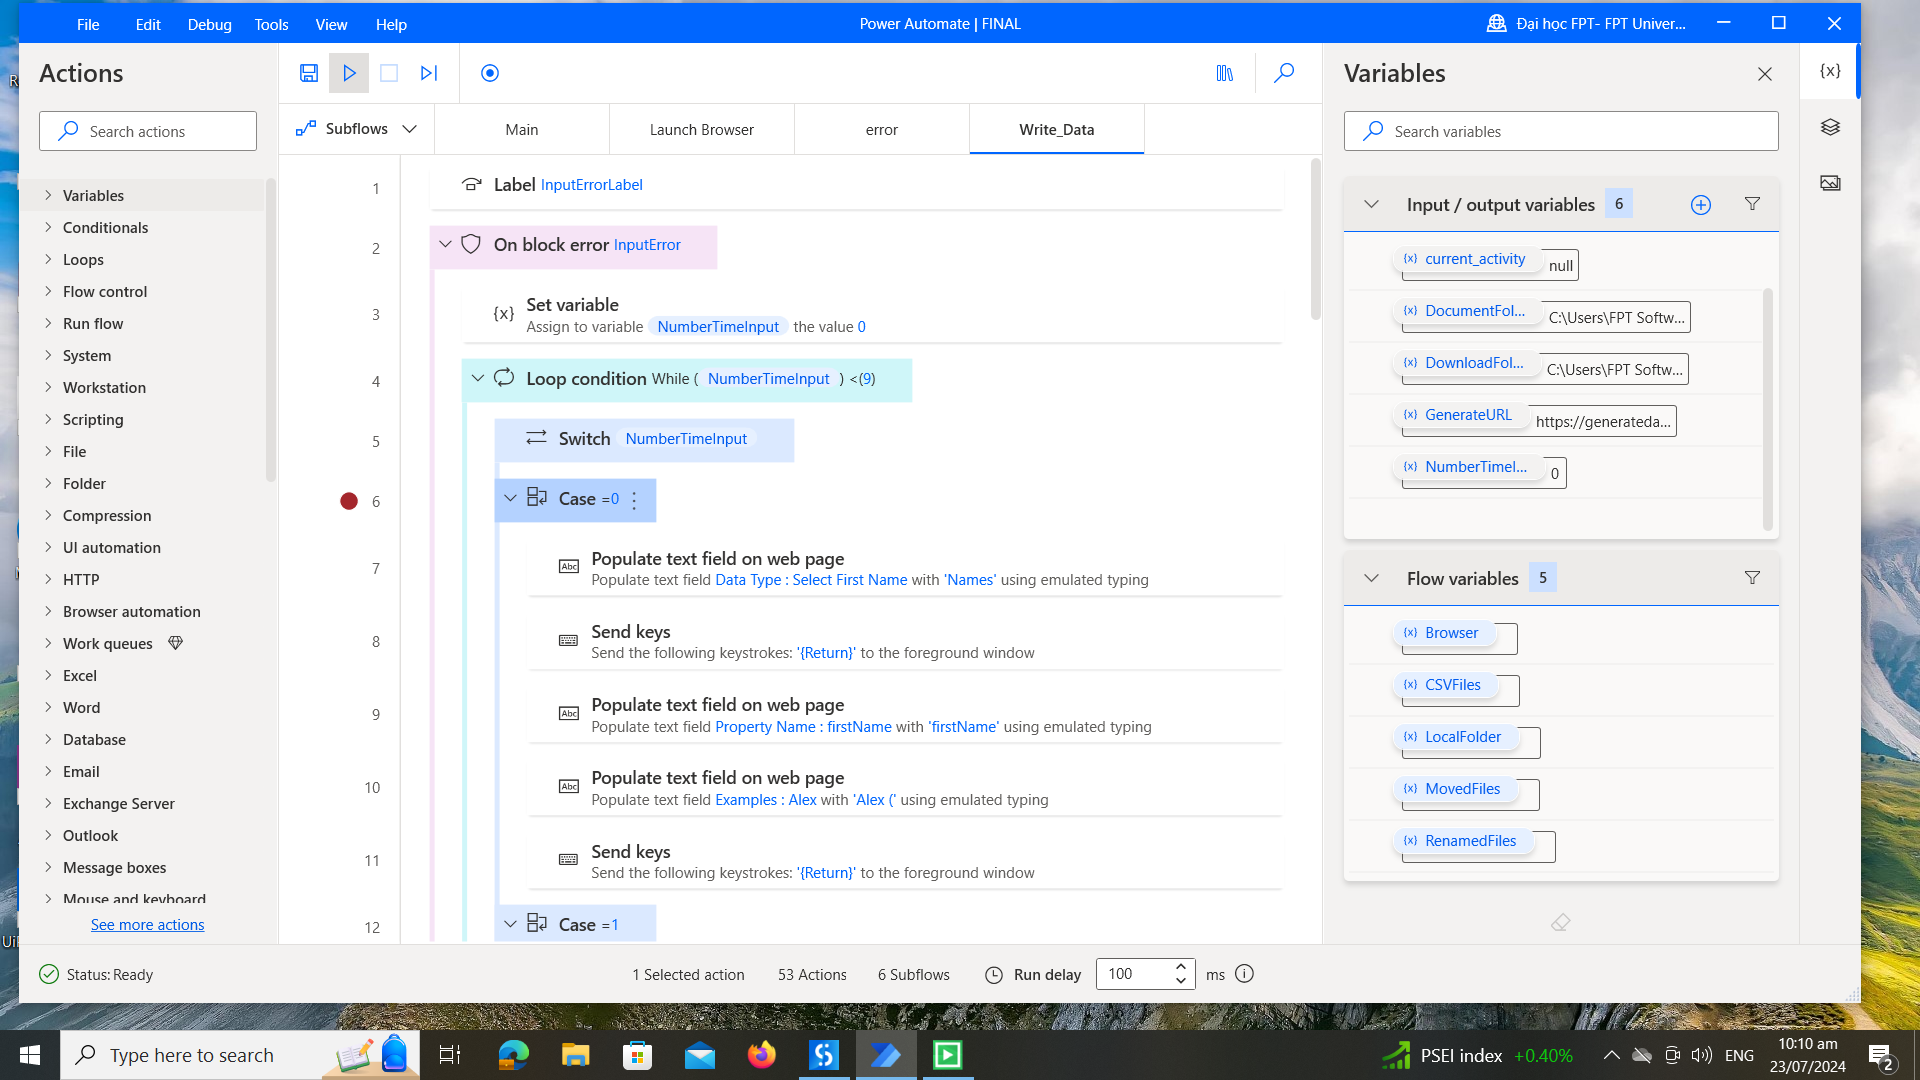 File Edit Debug Tools View Help
Power Automate | FINAL
Đại học FPT- FPT Univer...
Actions
Search actions
Variables
Conditionals
Loops
Flow control
Run flow
System
Workstation
Scripting
File
Folder
Compression
UI automation
HTTP
Browser automation
Work queues
Excel
Word
Database
Email
Exchange Server
Outlook
Message boxes
Mouse and keyboard
See more actions
Subflows
Main
Launch Browser
error
Write_Data
1 Label InputErrorLabel
2 On block error InputError
3 Set variable
Assign to variable NumberTimeInput the value 0
4 Loop condition While ( NumberTimeInput ) <(9)
5 Switch NumberTimeInput
6 Case =0
7 Populate text field on web page
Populate text field Data Type : Select First Name with 'Names' using emulated typing
8 Send keys
Send the following keystrokes: '{Return}' to the foreground window
9 Populate text field on web page
Populate text field Property Name : firstName with 'firstName' using emulated typing
10 Populate text field on web page
Populate text field Examples : Alex with 'Alex (' using emulated typing
11 Send keys
Send the following keystrokes: '{Return}' to the foreground window
12 Case =1
Variables
Search variables
Input / output variables 6
{x} current_activity null
{x} DocumentFol... C:\Users\FPT Softw...
{x} DownloadFol... C:\Users\FPT Softw...
{x} GenerateURL https://generateda...
{x} NumberTimeI... 0
Flow variables 5
{x} Browser
{x} CSVFiles
{x} LocalFolder
{x} MovedFiles
{x} RenamedFiles
{x}
Status: Ready
1 Selected action
53 Actions
6 Subflows
Run delay
100
ms
Type here to search
PSEI index +0.40%
ENG
10:10 am
23/07/2024
2